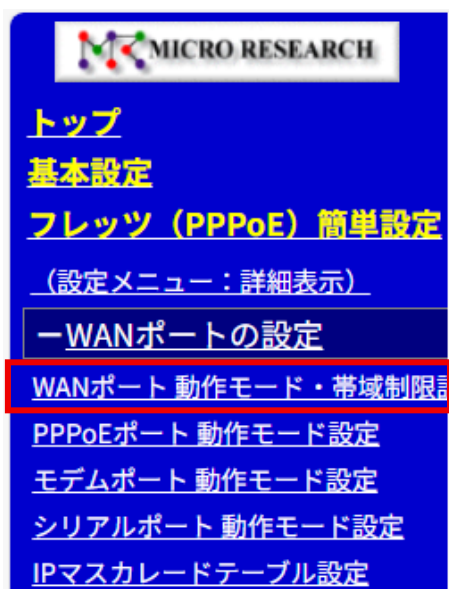 MICRO RESEARCH
トップ
基本設定
フレッツ（PPPoE）簡単設定
（設定メニュー：詳細表示）
ーWANポートの設定
WANポート 動作モード・帯域制限
PPPoEポート 動作モード設定
モデムポート 動作モード設定
シリアルポート 動作モード設定
IPマスカレードテーブル設定